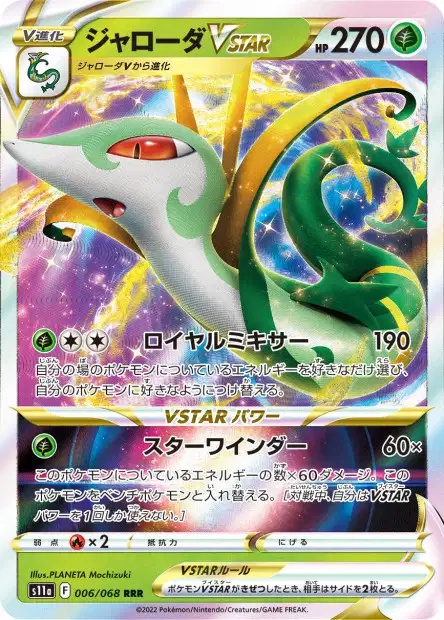 V進化
ジャローダVSTAR
HP 270
ジャローダVから進化
ロイヤルミキサー 190
自分の場のポケモンについているエネルギーを好きなだけ選び、
自分のポケモンに好きなようにつけ替える。
VSTARパワー
スターワインダー 60×
このポケモンについているエネルギーの数×60ダメージ。この
ポケモンをベンチポケモンと入れ替える。[対戦中、自分はVSTAR
パワーを1回しか使えない。]
弱点 ×2 抵抗力 にげる
Illus.PLANETA Mochizuki
VSTARルール
s11a F 006/068 RRR
ポケモンVSTARがきぜつしたとき、相手はサイドを2枚とる。
©2022 Pokémon/Nintendo/Creatures/GAME FREAK.